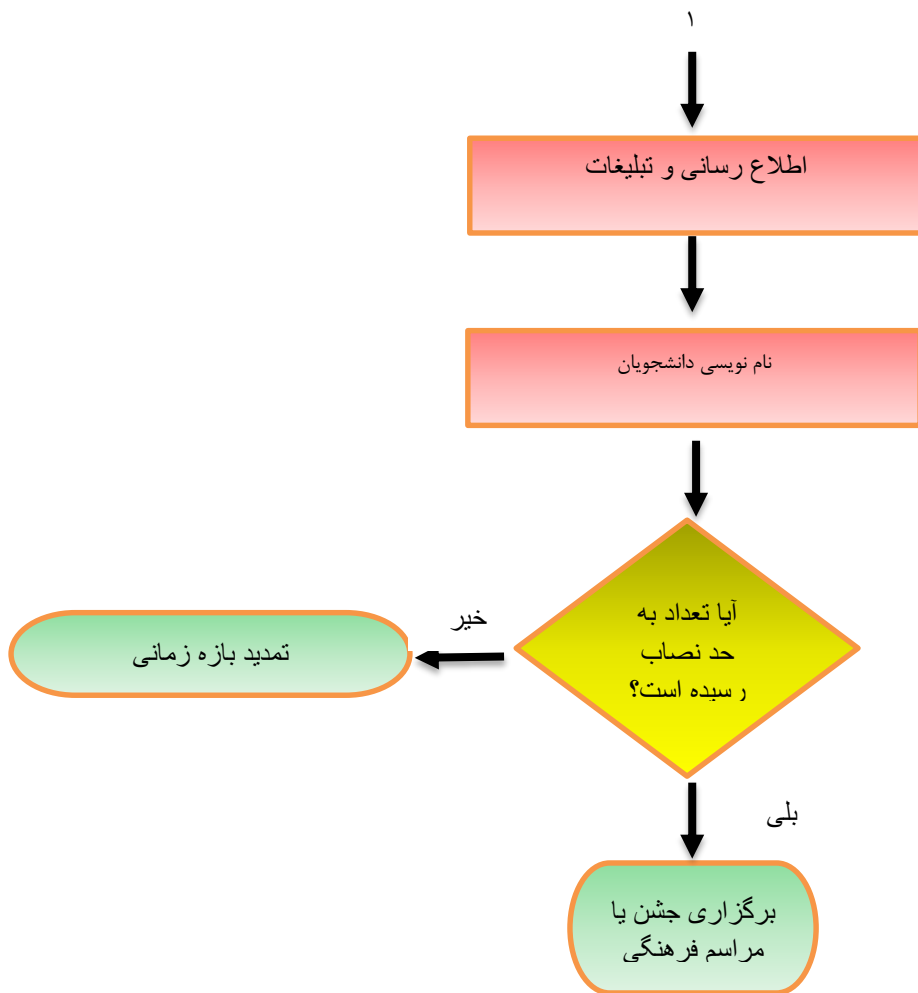 ۱
اطلاع رسانی و تبلیغات
نام نویسی دانشجویان
آیا تعداد به
حد نصاب
رسیده است؟
خیر
تمدید بازه زمانی
بلی
برگزاری جشن یا
مراسم فرهنگی